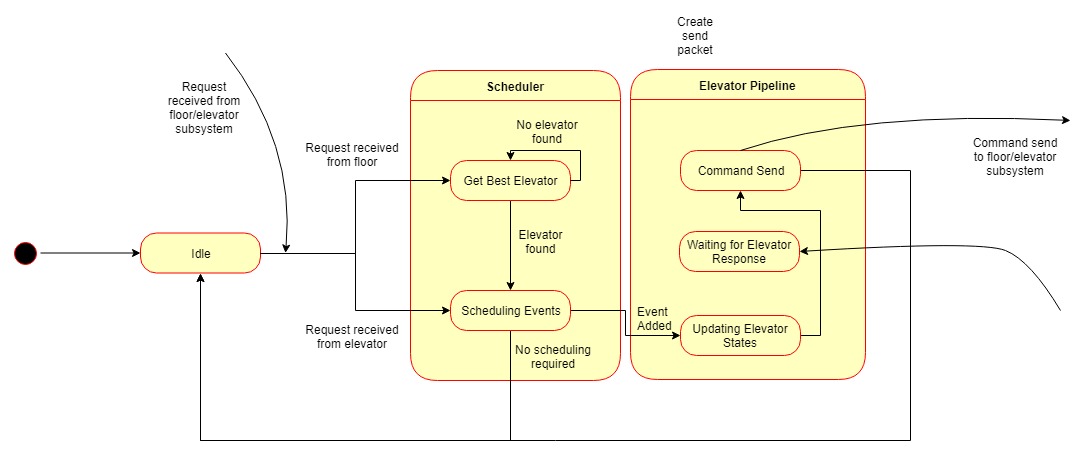 Create
send
packet
Request
received from
floor/elevator
subsystem
Scheduler
Elevator Pipeline
No elevator
found
Request received
from floor
Get Best Elevator
Command Send
Command send
to floor/elevator
subsystem
Idle
Elevator
found
Waiting for Elevator
Response
Scheduling Events
Event
Added
Updating Elevator
States
Request received
from elevator
No scheduling
required